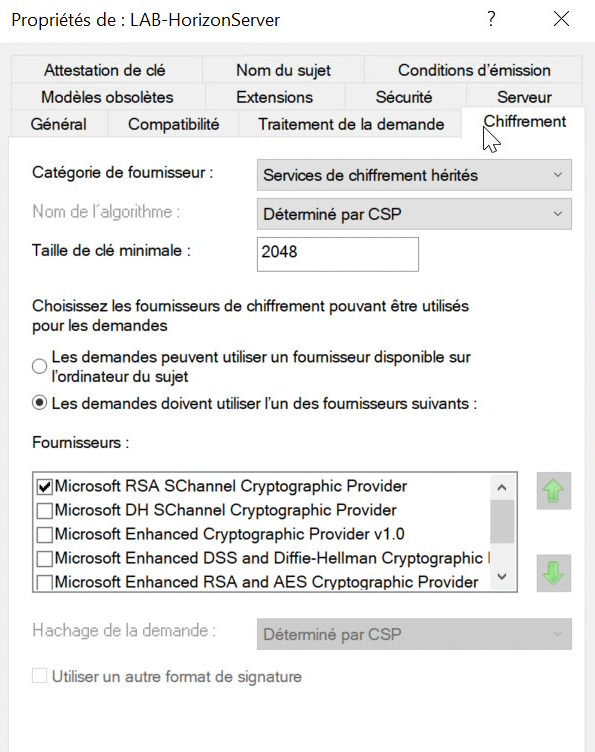 Propriétés de : LAB-HorizonServer
?
Attestation de clé
Nom du sujet
Conditions d'émission
Modèles obsolètes
Extensions
Sécurité
Serveur
Général
Compatibilité
Traitement de la demande
Chiffrement
Catégorie de fournisseur :
Services de chiffrement hérités
Nom de l'algorithme :
Déterminé par CSP
Taille de clé minimale :
2048
Choisissez les fournisseurs de chiffrement pouvant être utilisés
pour les demandes
Les demandes peuvent utiliser un fournisseur disponible sur
l'ordinateur du sujet
Les demandes doivent utiliser l'un des fournisseurs suivants :
Fournisseurs :
Microsoft RSA SChannel Cryptographic Provider
Microsoft DH SChannel Cryptographic Provider
Microsoft Enhanced Cryptographic Provider v1.0
Microsoft Enhanced DSS and Diffie-Hellman Cryptographic
Microsoft Enhanced RSA and AES Cryptographic Provider
Hachage de la demande :
Déterminé par CSP
Utiliser un autre format de signature